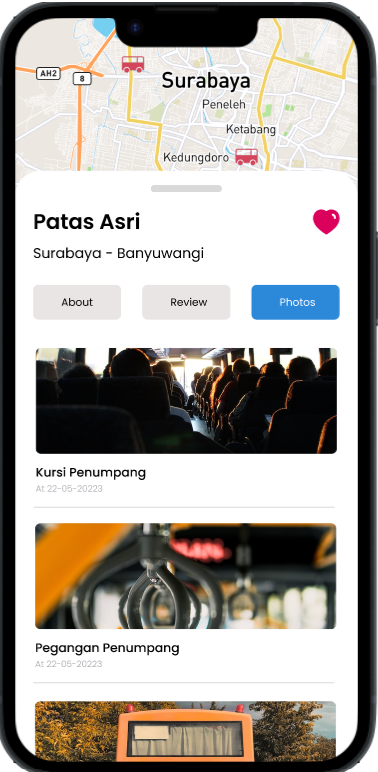 AH2
8
Surabaya
Peneleh
Ketabang
Kedungdoro
Patas Asri
Surabaya - Banyuwangi
About
Review
Photos
Kursi Penumpang
At 22-05-20223
Pegangan Penumpang
At 22-05-20223